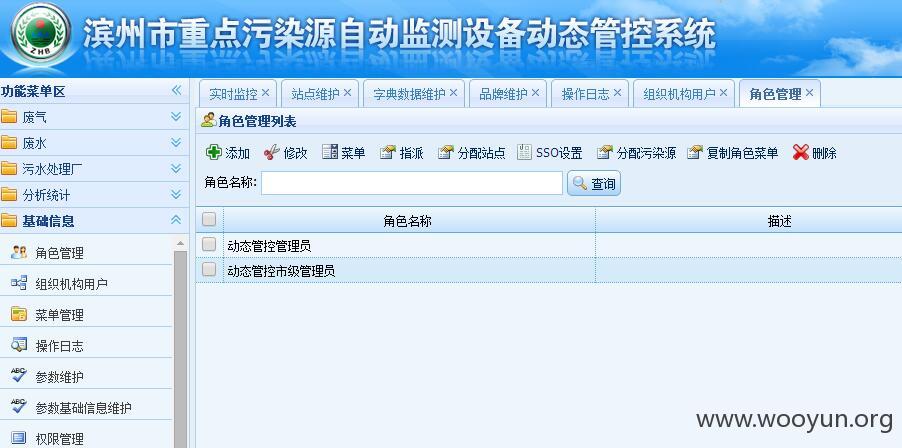 ZHB
滨州市重点污染源自动监测设备动态管控系统
功能菜单区
实时监控 站点维护 字典数据维护 品牌维护 操作日志 组织机构用户 角色管理
废气
废水
污水处理厂
分析统计
基础信息
角色管理
组织机构用户
菜单管理
操作日志
ABC 参数维护
ABC 参数基础信息维护
权限管理
角色管理列表
添加 修改 菜单 指派 分配站点 SSO设置 分配污染源 复制角色菜单 删除
角色名称: 查询
角色名称 描述
动态管控管理员
动态管控市级管理员
www.wooyun.org